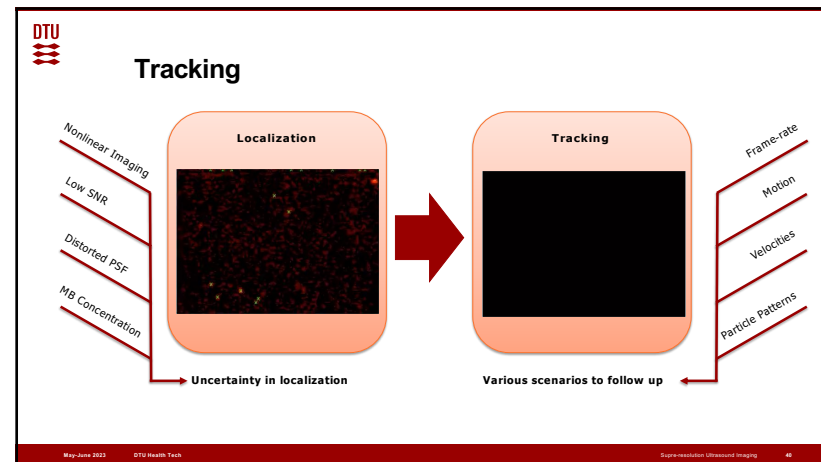 DTU
Tracking
Localization
Nonlinear Imaging
Low SNR
Distorted PSF
MB Concentration
Uncertainty in localization
Tracking
Frame-rate
Motion
Velocities
Particle Patterns
Various scenarios to follow up
May-June 2023 DTU Health Tech Supre-resolution Ultrasound Imaging 40